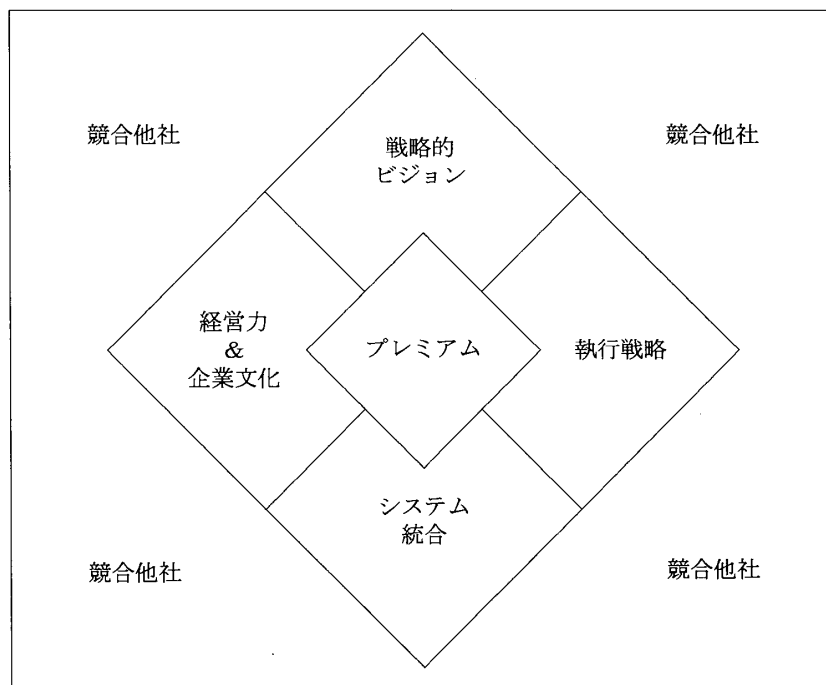 競合他社
競合他社
戦略的
ビジョン
経営力
&
企業文化
プレミアム
執行戦略
システム
統合
競合他社
競合他社